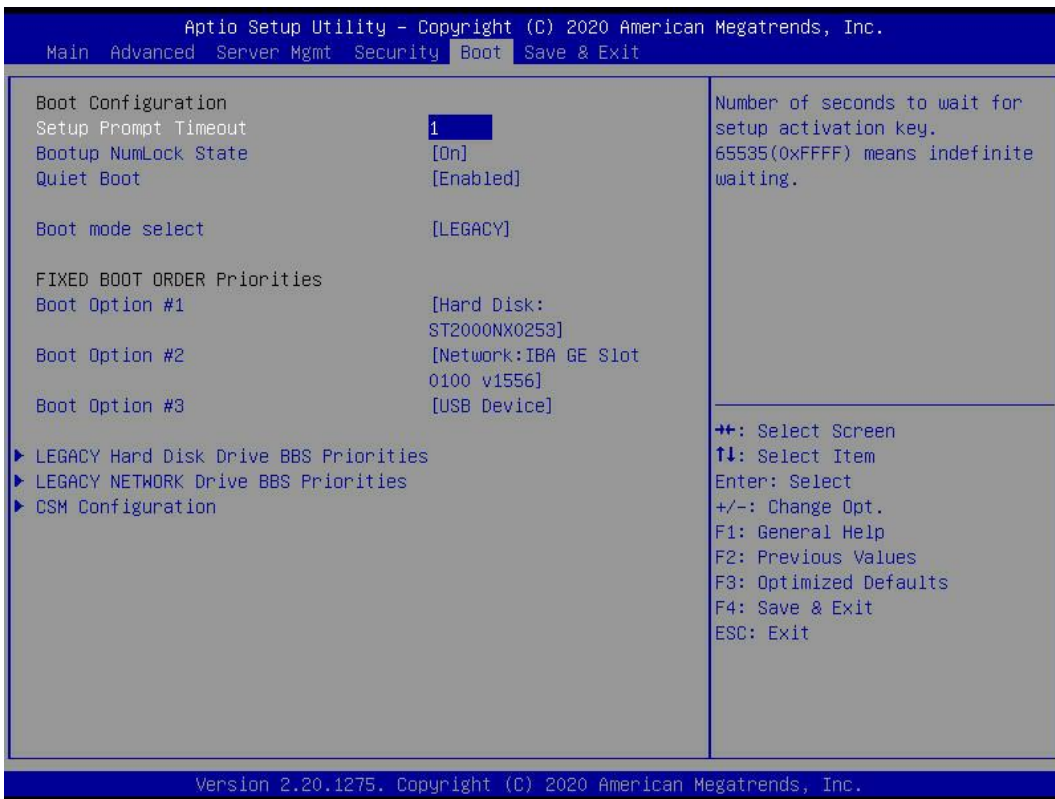 Aptio Setup Utility – Copyright (C) 2020 American Megatrends, Inc.
Main Advanced Server Mgmt Security Boot Save & Exit
Boot Configuration
Setup Prompt Timeout 1
Bootup NumLock State [On]
Quiet Boot [Enabled]
Boot mode select [LEGACY]
FIXED BOOT ORDER Priorities
Boot Option #1 [Hard Disk:
ST2000NX0253]
Boot Option #2 [Network:IBA GE Slot
0100 v1556]
Boot Option #3 [USB Device]
LEGACY Hard Disk Drive BBS Priorities
LEGACY NETWORK Drive BBS Priorities
CSM Configuration
Number of seconds to wait for
setup activation key.
65535(0xFFFF) means indefinite
waiting.
→←: Select Screen
↑↓: Select Item
Enter: Select
+/-: Change Opt.
F1: General Help
F2: Previous Values
F3: Optimized Defaults
F4: Save & Exit
ESC: Exit
Version 2.20.1275. Copyright (C) 2020 American Megatrends, Inc.